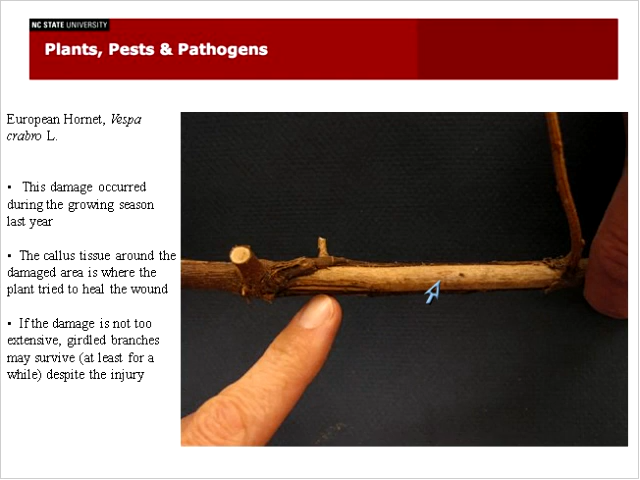 NC STATE UNIVERSITY
Plants, Pests & Pathogens
European Hornet, Vespa
crabro L.
• This damage occurred
during the growing season
last year
• The callus tissue around the
damaged area is where the
plant tried to heal the wound
• If the damage is not too
extensive, girdled branches
may survive (at least for a
while) despite the injury